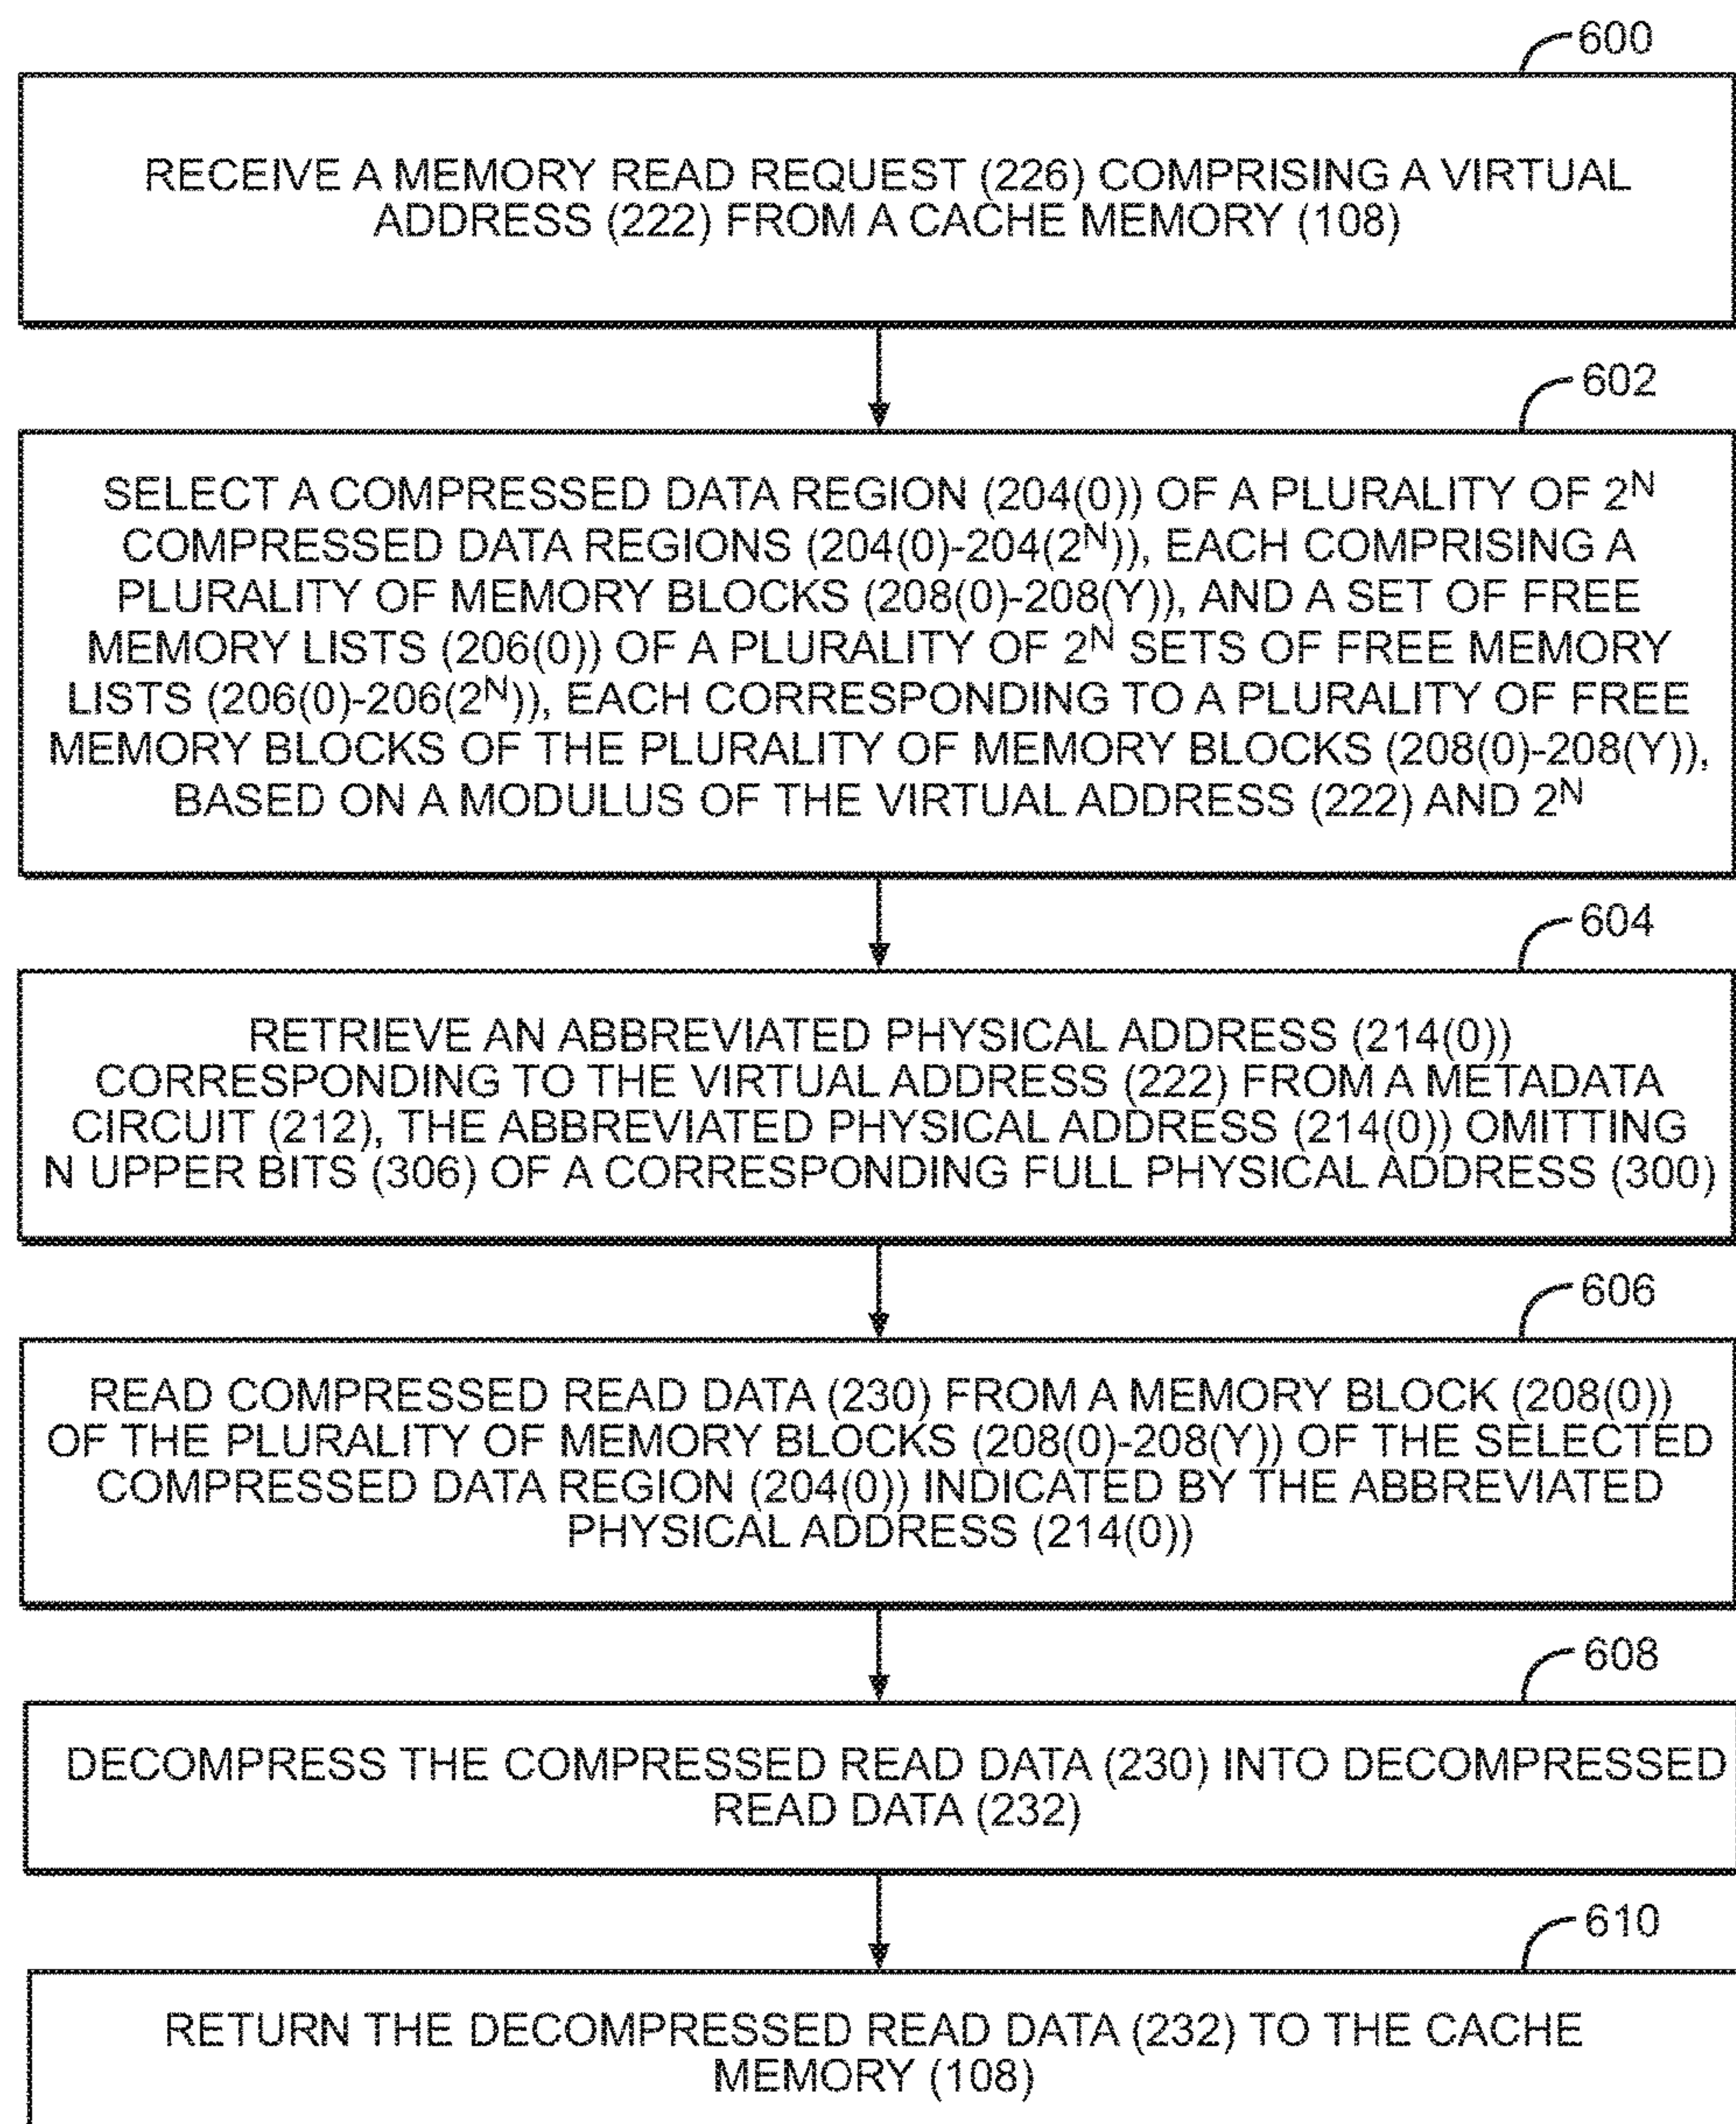 600
RECEIVE A MEMORY READ REQUEST (226) COMPRISING A VIRTUAL
ADDRESS (222) FROM A CACHE MEMORY (108)
602
SELECT A COMPRESSED DATA REGION (204(0)) OF A PLURALITY OF 2ᴺ
COMPRESSED DATA REGIONS (204(0)-204(2ᴺ)), EACH COMPRISING A
PLURALITY OF MEMORY BLOCKS (208(0)-208(Y)), AND A SET OF FREE
MEMORY LISTS (206(0)) OF A PLURALITY OF 2ᴺ SETS OF FREE MEMORY
LISTS (206(0)-206(2ᴺ)), EACH CORRESPONDING TO A PLURALITY OF FREE
MEMORY BLOCKS OF THE PLURALITY OF MEMORY BLOCKS (208(0)-208(Y)),
BASED ON A MODULUS OF THE VIRTUAL ADDRESS (222) AND 2ᴺ
604
RETRIEVE AN ABBREVIATED PHYSICAL ADDRESS (214(0))
CORRESPONDING TO THE VIRTUAL ADDRESS (222) FROM A METADATA
CIRCUIT (212), THE ABBREVIATED PHYSICAL ADDRESS (214(0)) OMITTING
N UPPER BITS (306) OF A CORRESPONDING FULL PHYSICAL ADDRESS (300)
606
READ COMPRESSED READ DATA (230) FROM A MEMORY BLOCK (208(0))
OF THE PLURALITY OF MEMORY BLOCKS (208(0)-208(Y)) OF THE SELECTED
COMPRESSED DATA REGION (204(0)) INDICATED BY THE ABBREVIATED
PHYSICAL ADDRESS (214(0))
608
DECOMPRESS THE COMPRESSED READ DATA (230) INTO DECOMPRESSED
READ DATA (232)
610
RETURN THE DECOMPRESSED READ DATA (232) TO THE CACHE
MEMORY (108)